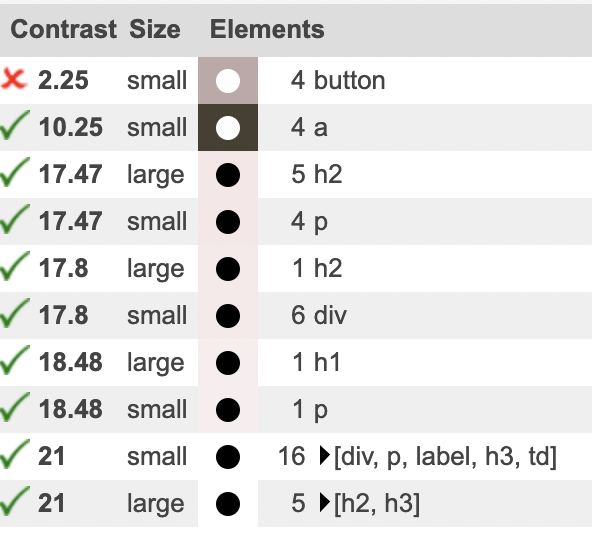 Contrast Size Elements
2.25 small 4 button
10.25 small 4 a
17.47 large 5 h2
17.47 small 4 p
17.8 large 1 h2
17.8 small 6 div
18.48 large 1 h1
18.48 small 1 p
21 small 16 [div, p, label, h3, td]
21 large 5 [h2, h3]